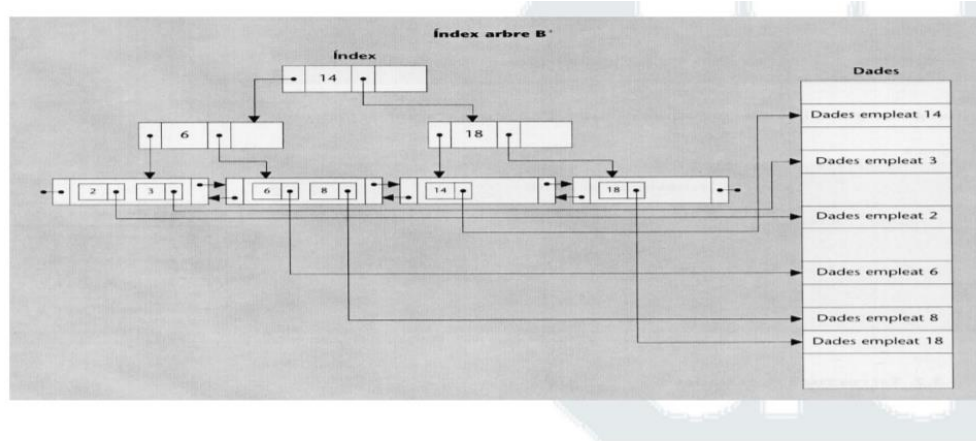 Índex arbre B⁺
Índex
Dades
14
Dades empleat 14
6
18
Dades empleat 3
2
3
6
8
14
18
Dades empleat 2
Dades empleat 6
Dades empleat 8
Dades empleat 18